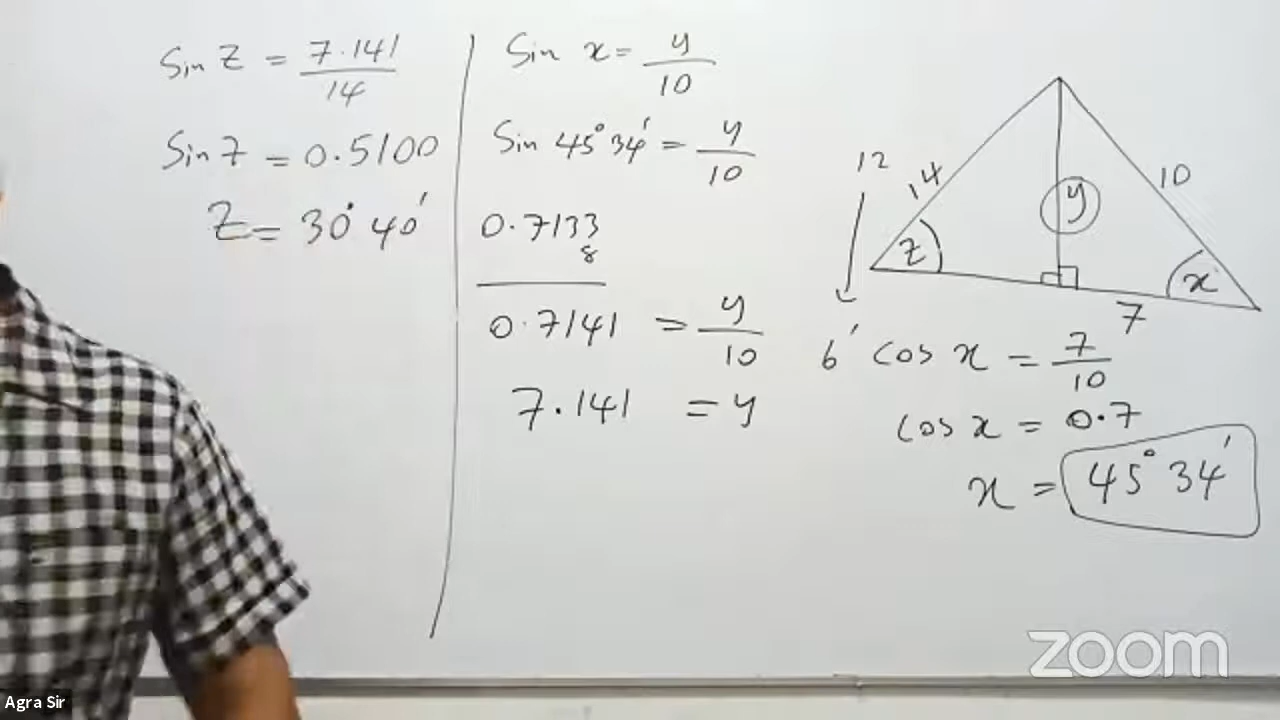 Sin Z = 7.141/14
Sin Z = 0.5100
Z = 30° 40'
Sin x = y/10
Sin 45° 34' = y/10
0.7133
8
0.7141 = y/10
7.141 = y
12
14
10
y
Z
x
7
6' cos x = 7/10
cos x = 0.7
x = 45° 34'
zoom
Agra Sir